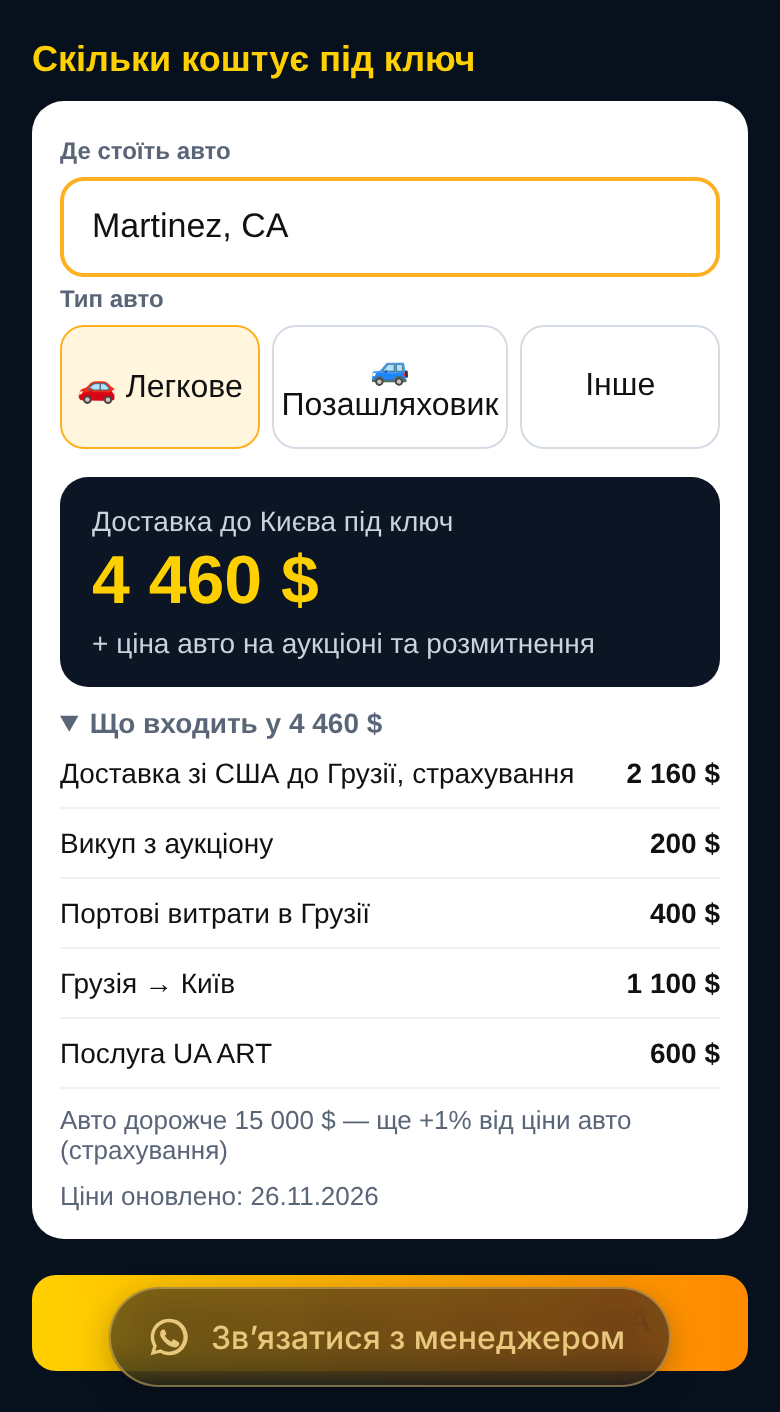 Скільки коштує під ключ
Де стоїть авто
Martinez, CA
Тип авто
Легкове
Позашляховик
Інше
Доставка до Києва під ключ
4 460 $
+ ціна авто на аукціоні та розмитнення
▼ Що входить у 4 460 $
Доставка зі США до Грузії, страхування 2 160 $
Викуп з аукціону 200 $
Портові витрати в Грузії 400 $
Грузія → Київ 1 100 $
Послуга UA ART 600 $
Авто дорожче 15 000 $ — ще +1% від ціни авто
(страхування)
Ціни оновлено: 26.11.2026
Зв’язатися з менеджером